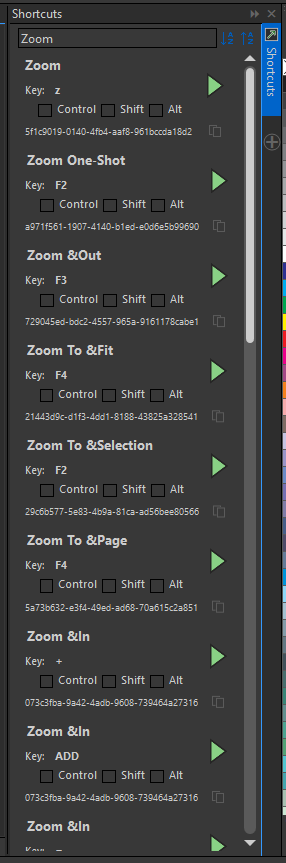 Shortcuts
Zoom
Shortcuts
Zoom
Key: z
Control Shift Alt
5f1c9019-0140-4fb4-aaf8-961bccda18d2
Zoom One-Shot
Key: F2
Control Shift Alt
a971f561-1907-4140-b1ed-e0d6e5b99690
Zoom &Out
Key: F3
Control Shift Alt
729045ed-bdc2-4557-965a-9161178cabe1
Zoom To &Fit
Key: F4
Control Shift Alt
21443d9c-d1f3-4dd1-8188-43825a328541
Zoom To &Selection
Key: F2
Control Shift Alt
29c6b577-5e83-4b9a-81ca-ad56bee80566
Zoom To &Page
Key: F4
Control Shift Alt
5a73b632-e3f4-49ed-ad68-70a615c2a851
Zoom &In
Key: +
Control Shift Alt
073c3fba-9a42-4adb-9608-739464a27316
Zoom &In
Key: ADD
Control Shift Alt
073c3fba-9a42-4adb-9608-739464a27316
Zoom &In
Key: